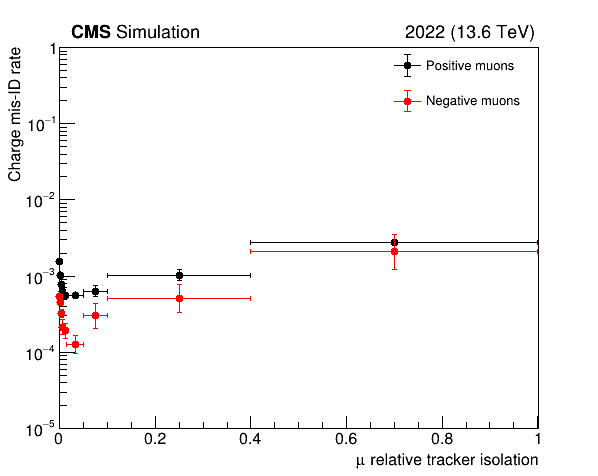 CMS Simulation 2022 (13.6 TeV)
Charge mis-ID rate
1
10⁻¹
10⁻²
10⁻³
10⁻⁴
10⁻⁵
Positive muons
Negative muons
0 0.2 0.4 0.6 0.8 1
μ relative tracker isolation